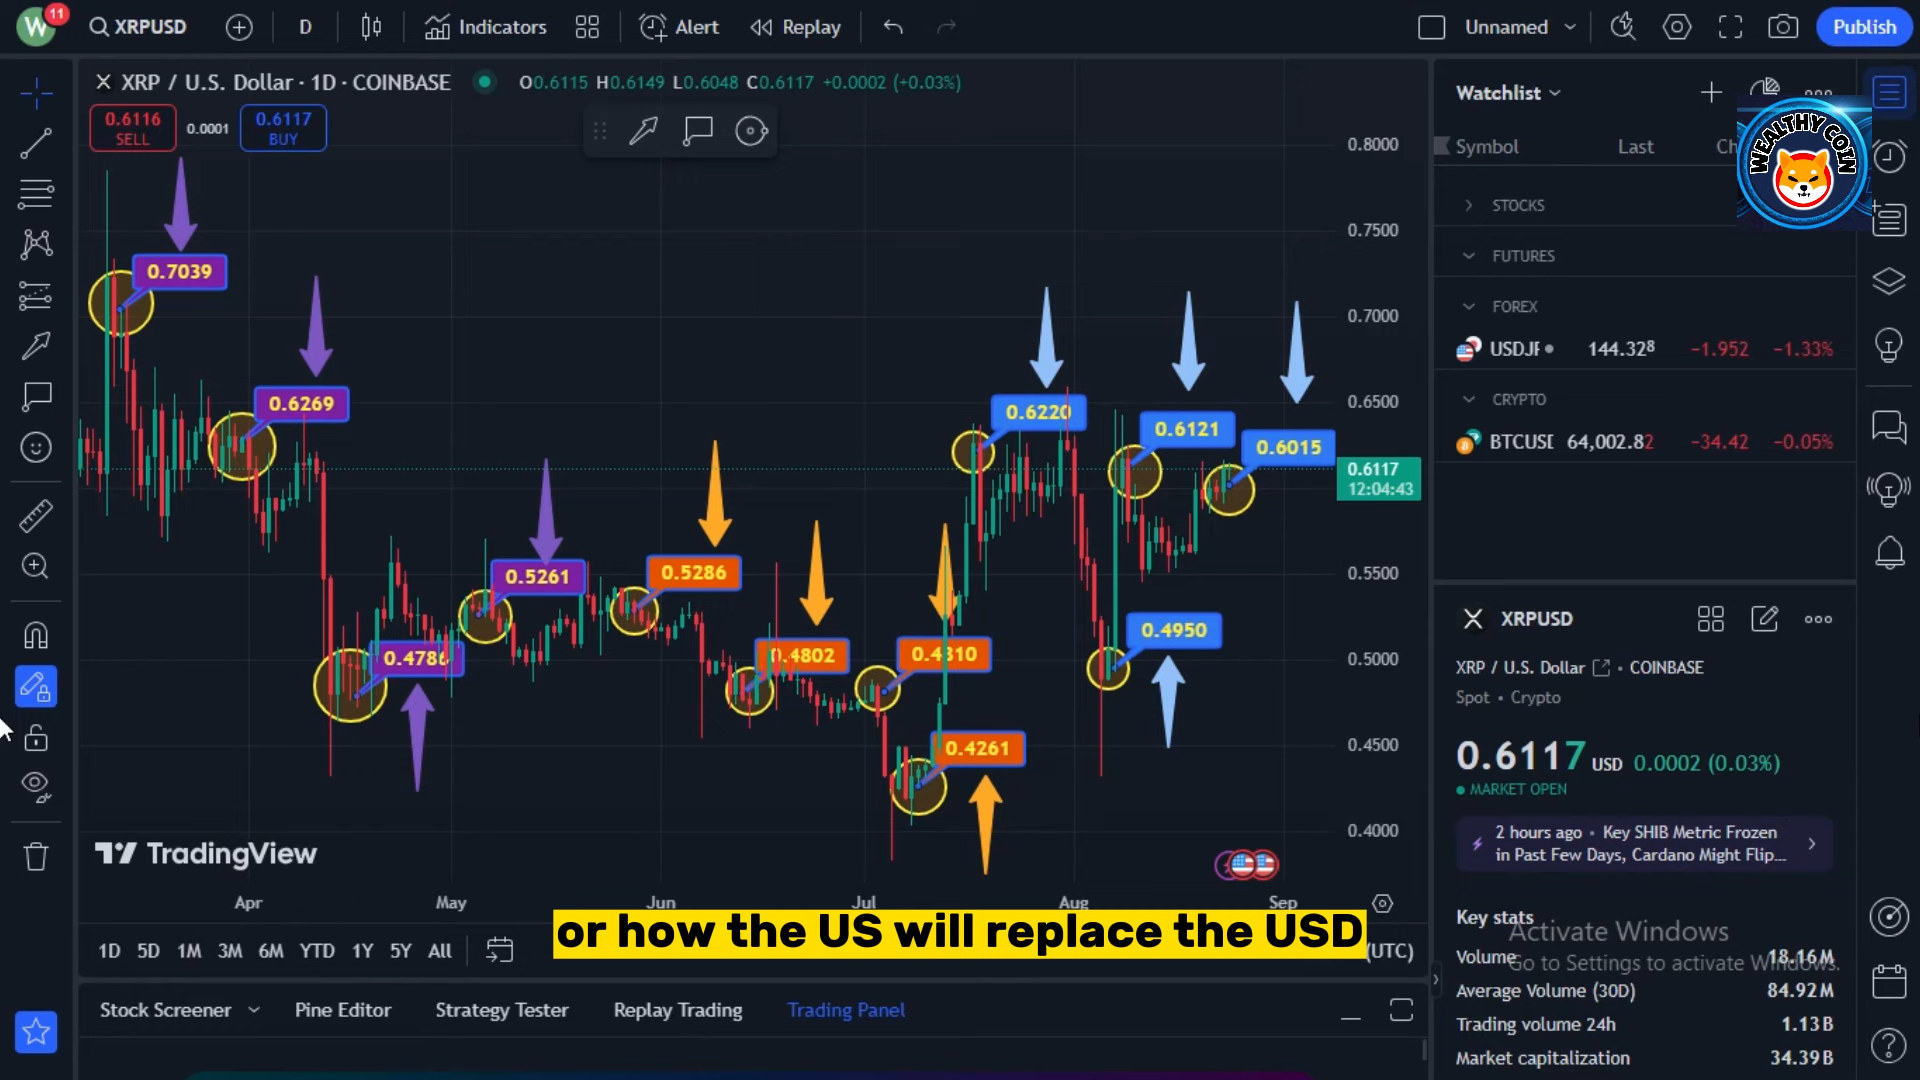 W
11
XRPUSD
D
Indicators
Alert
Replay
Unnamed
Publish
XRP / U.S. Dollar · 1D · COINBASE
O0.6115 H0.6149 L0.6048 C0.6117 +0.0002 (+0.03%)
0.6116
SELL
0.0001
0.6117
BUY
0.7039
0.6269
0.4786
0.5261
0.5286
0.4802
0.4310
0.4261
0.6220
0.6121
0.6015
0.4950
0.8000
0.7500
0.7000
0.6500
0.6117
12:04:43
0.5500
0.5000
0.4500
0.4000
TradingView
Apr
May
Jun
Jul
Aug
Sep
or how the US will replace the USD
1D 5D 1M 3M 6M YTD 1Y 5Y All
(UTC)
Stock Screener
Pine Editor
Strategy Tester
Replay Trading
Trading Panel
Watchlist
WEALTHY COIN
Symbol
Last
Ch
STOCKS
FUTURES
FOREX
USDJ 144.328 −1.952 −1.33%
CRYPTO
BTCUSD 64,002.82 −34.42 −0.05%
XRPUSD
XRP / U.S. Dollar • COINBASE
Spot • Crypto
0.6117 USD 0.0002 (0.03%)
MARKET OPEN
2 hours ago • Key SHIB Metric Frozen
in Past Few Days, Cardano Might Flip...
Key stats
Activate Windows
Volume 18.16M
Go to Settings to activate Windows.
Average Volume (30D) 84.92M
Trading volume 24h 1.13B
Market capitalization 34.39B